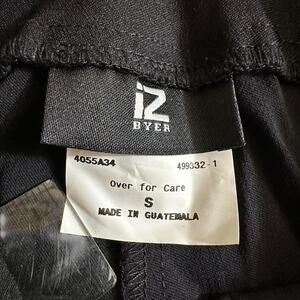 iz
BYER
4055A34 499332-1
Over for Care
S
MADE IN GUATEMALA